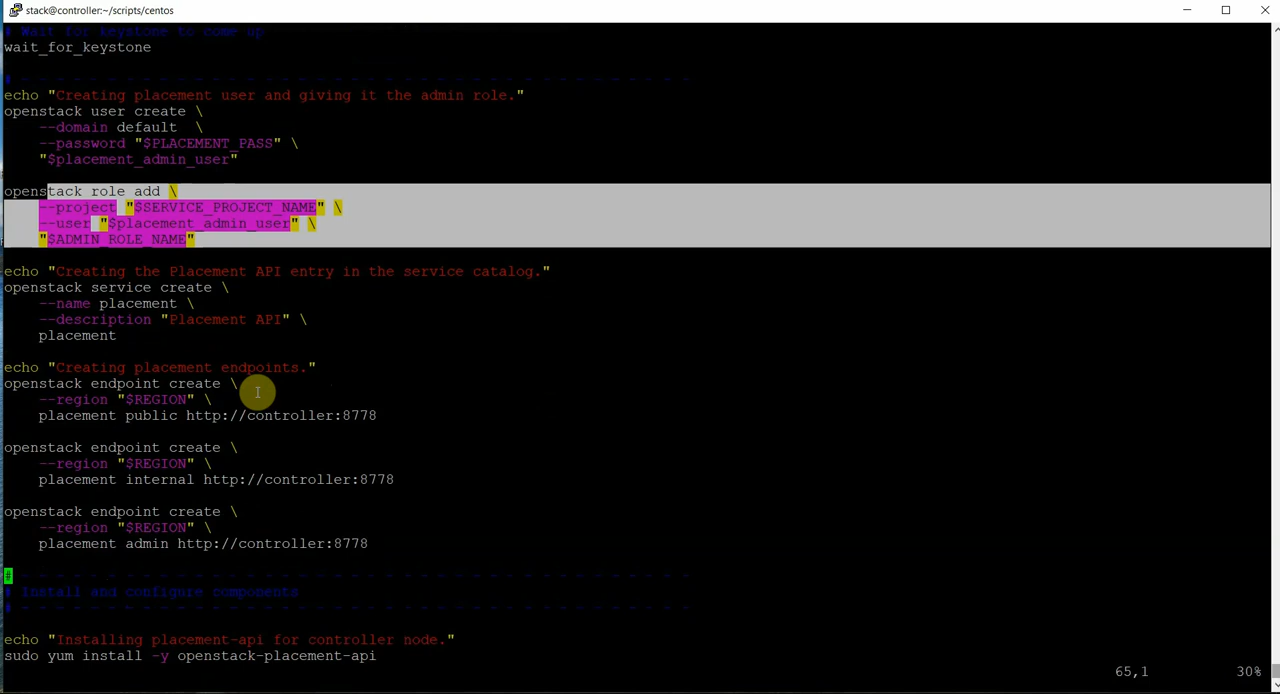 stack@controller:~/scripts/centos
# Wait for keystone to come up
wait_for_keystone
# - - - - - - - - - - - - - - - - - - - - - - - - - - - - - - - - - - - - - - -
echo "Creating placement user and giving it the admin role."
openstack user create \
--domain default \
--password "$PLACEMENT_PASS" \
"$placement_admin_user"
openstack role add \
--project "$SERVICE_PROJECT_NAME" \
--user "$placement_admin_user" \
"$ADMIN_ROLE_NAME"
echo "Creating the Placement API entry in the service catalog."
openstack service create \
--name placement \
--description "Placement API" \
placement
echo "Creating placement endpoints."
openstack endpoint create \
--region "$REGION" \
placement public http://controller:8778
openstack endpoint create \
--region "$REGION" \
placement internal http://controller:8778
openstack endpoint create \
--region "$REGION" \
placement admin http://controller:8778
# - - - - - - - - - - - - - - - - - - - - - - - - - - - - - - - - - - - - - - -
# Install and configure components
# - - - - - - - - - - - - - - - - - - - - - - - - - - - - - - - - - - - - - - -
echo "Installing placement-api for controller node."
sudo yum install -y openstack-placement-api
65,1 30%